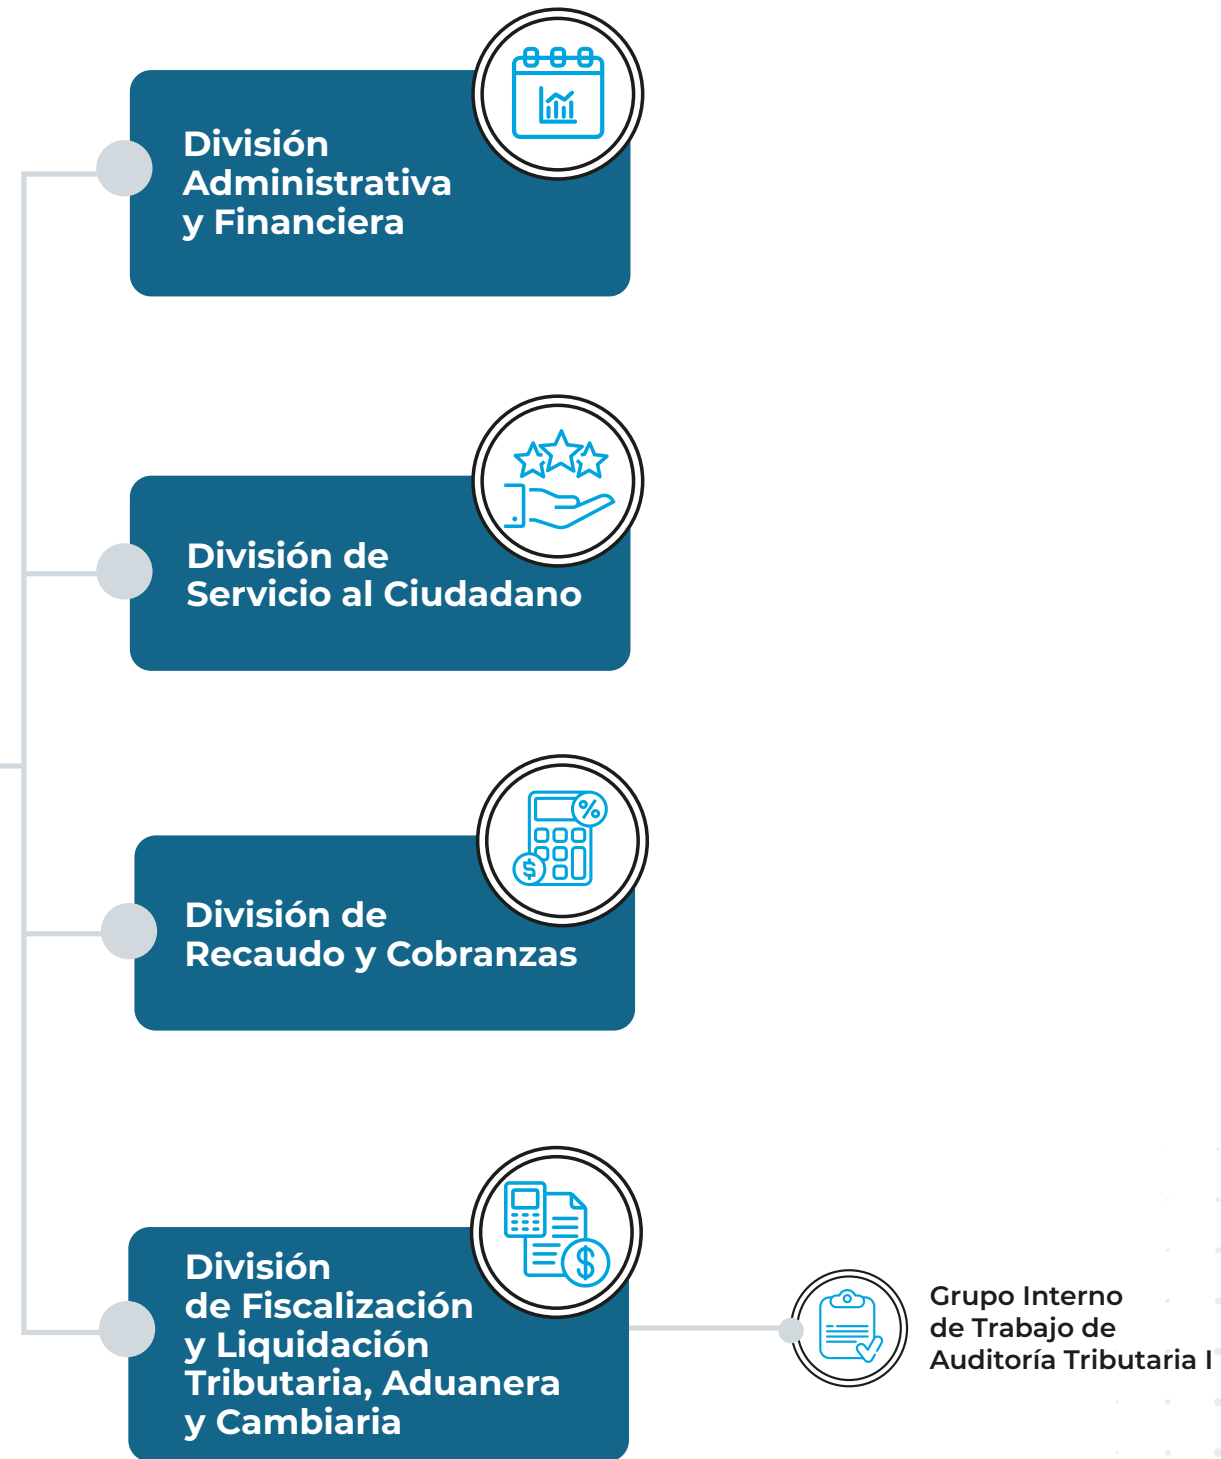 División
Administrativa
y Financiera
División de
Servicio al Ciudadano
División de
Recaudo y Cobranzas
División
de Fiscalización
y Liquidación
Tributaria, Aduanera
y Cambiaria
Grupo Interno
de Trabajo de
Auditoría Tributaria I